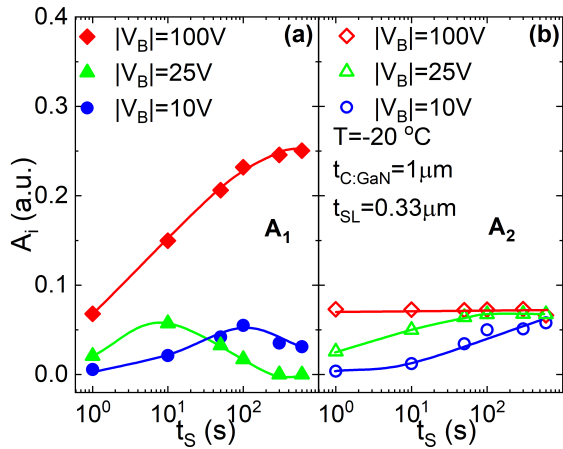 0.4
0.3
0.2
0.1
0.0
A_i (a.u.)
(a)
|V_B|=100V
|V_B|=25V
|V_B|=10V
A_1
10^0 10^1 10^2
t_S (s)
(b)
|V_B|=100V
|V_B|=25V
|V_B|=10V
T=-20 °C
t_C:GaN=1μm
t_SL=0.33μm
A_2
10^0 10^1 10^2
t_S (s)